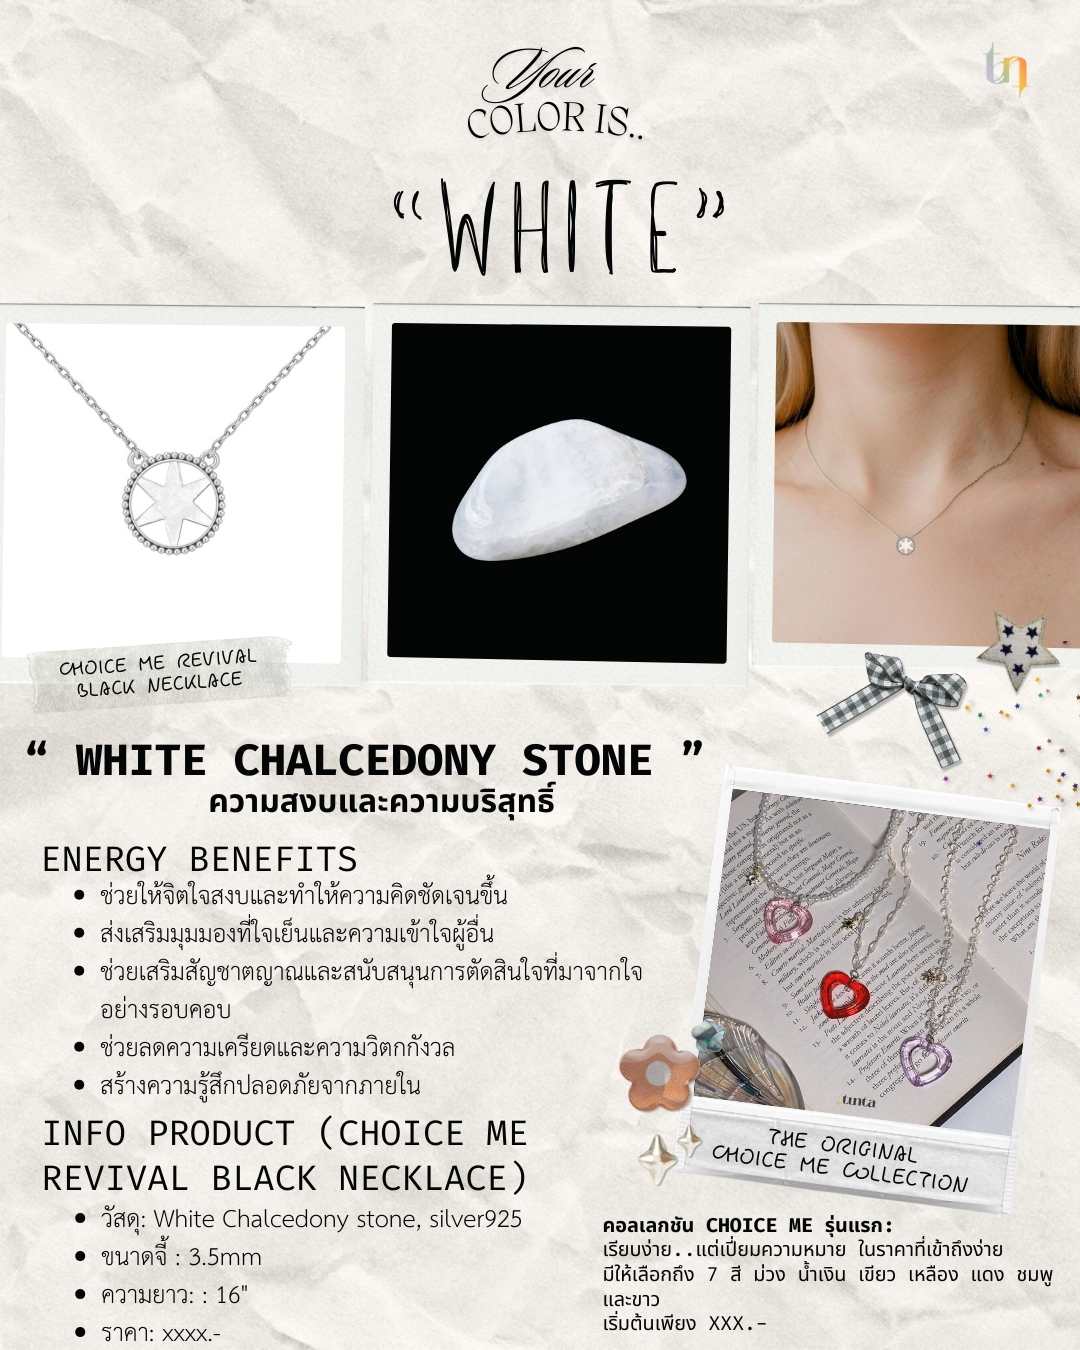 tn
Your
COLOR IS..
“WHITE”
CHOICE ME REVIVAL
BLACK NECKLACE
“ WHITE CHALCEDONY STONE ”
ความสงบและความบริสุทธิ์
ENERGY BENEFITS
• ช่วยให้จิตใจสงบและทำให้ความคิดชัดเจนขึ้น
• ส่งเสริมมุมมองที่ใจเย็นและความเข้าใจผู้อื่น
• ช่วยเสริมสัญชาตญาณและสนับสนุนการตัดสินใจที่มาจากใจ
อย่างรอบคอบ
• ช่วยลดความเครียดและความวิตกกังวล
• สร้างความรู้สึกปลอดภัยจากภายใน
INFO PRODUCT (CHOICE ME
REVIVAL BLACK NECKLACE)
• วัสดุ: White Chalcedony stone, silver925
• ขนาดจี้ : 3.5mm
• ความยาว: : 16"
• ราคา: xxxx.-
.tunta
THE ORIGINAL
CHOICE ME COLLECTION
คอลเลกชัน CHOICE ME รุ่นแรก:
เรียบง่าย..แต่เปี่ยมความหมาย ในราคาที่เข้าถึงง่าย
มีให้เลือกถึง 7 สี ม่วง น้ำเงิน เขียว เหลือง แดง ชมพู
และขาว
เริ่มต้นเพียง XXX.-